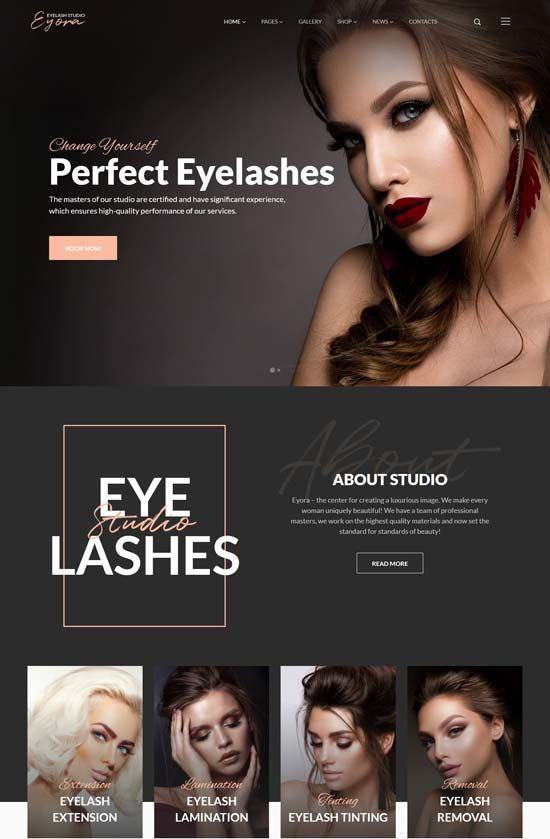 EYELASH STUDIO
Eyora
HOME PAGES GALLERY SHOP NEWS CONTACTS
Change Yourself
Perfect Eyelashes
The masters of our studio are certified and have significant experience,
which ensures high-quality performance of our services.
BOOK NOW
EYE
Studio
LASHES
About
ABOUT STUDIO
Eyora – the center for creating a luxurious image. We make every
woman uniquely beautiful! We have a team of professional
masters, we work on the highest quality materials and now set the
standard for standards of beauty!
READ MORE
Extension
EYELASH
EXTENSION
Lamination
EYELASH
LAMINATION
Tinting
EYELASH TINTING
Removal
EYELASH
REMOVAL